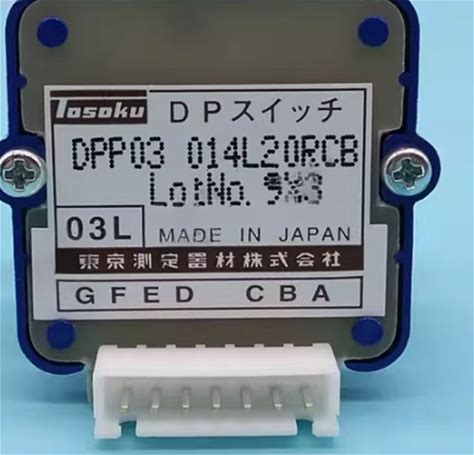 Tosoku DPスイッチ
DPP03 014L20RCB
LotNo.
03L MADE IN JAPAN
東京測定器材株式会社
GFED CBA